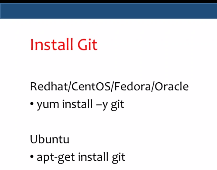 Install Git
Redhat/CentOS/Fedora/Oracle
• yum install –y git
Ubuntu
• apt-get install git